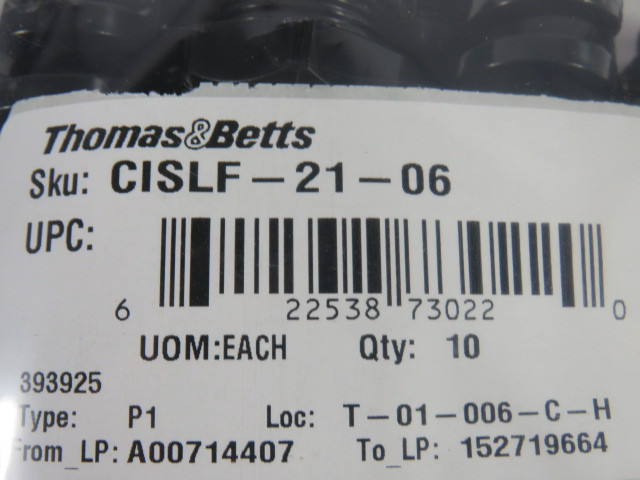 Thomas&Betts
Sku: CISLF-21-06
UPC:
6 22538 73022 0
UOM:EACH Qty: 10
393925
Type: P1 Loc: T-01-006-C-H
From_LP: A00714407 To_LP: 152719664